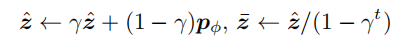 ẑ ← γẑ + (1 − γ)p_ϕ, z̄ ← ẑ/(1 − γ^t)